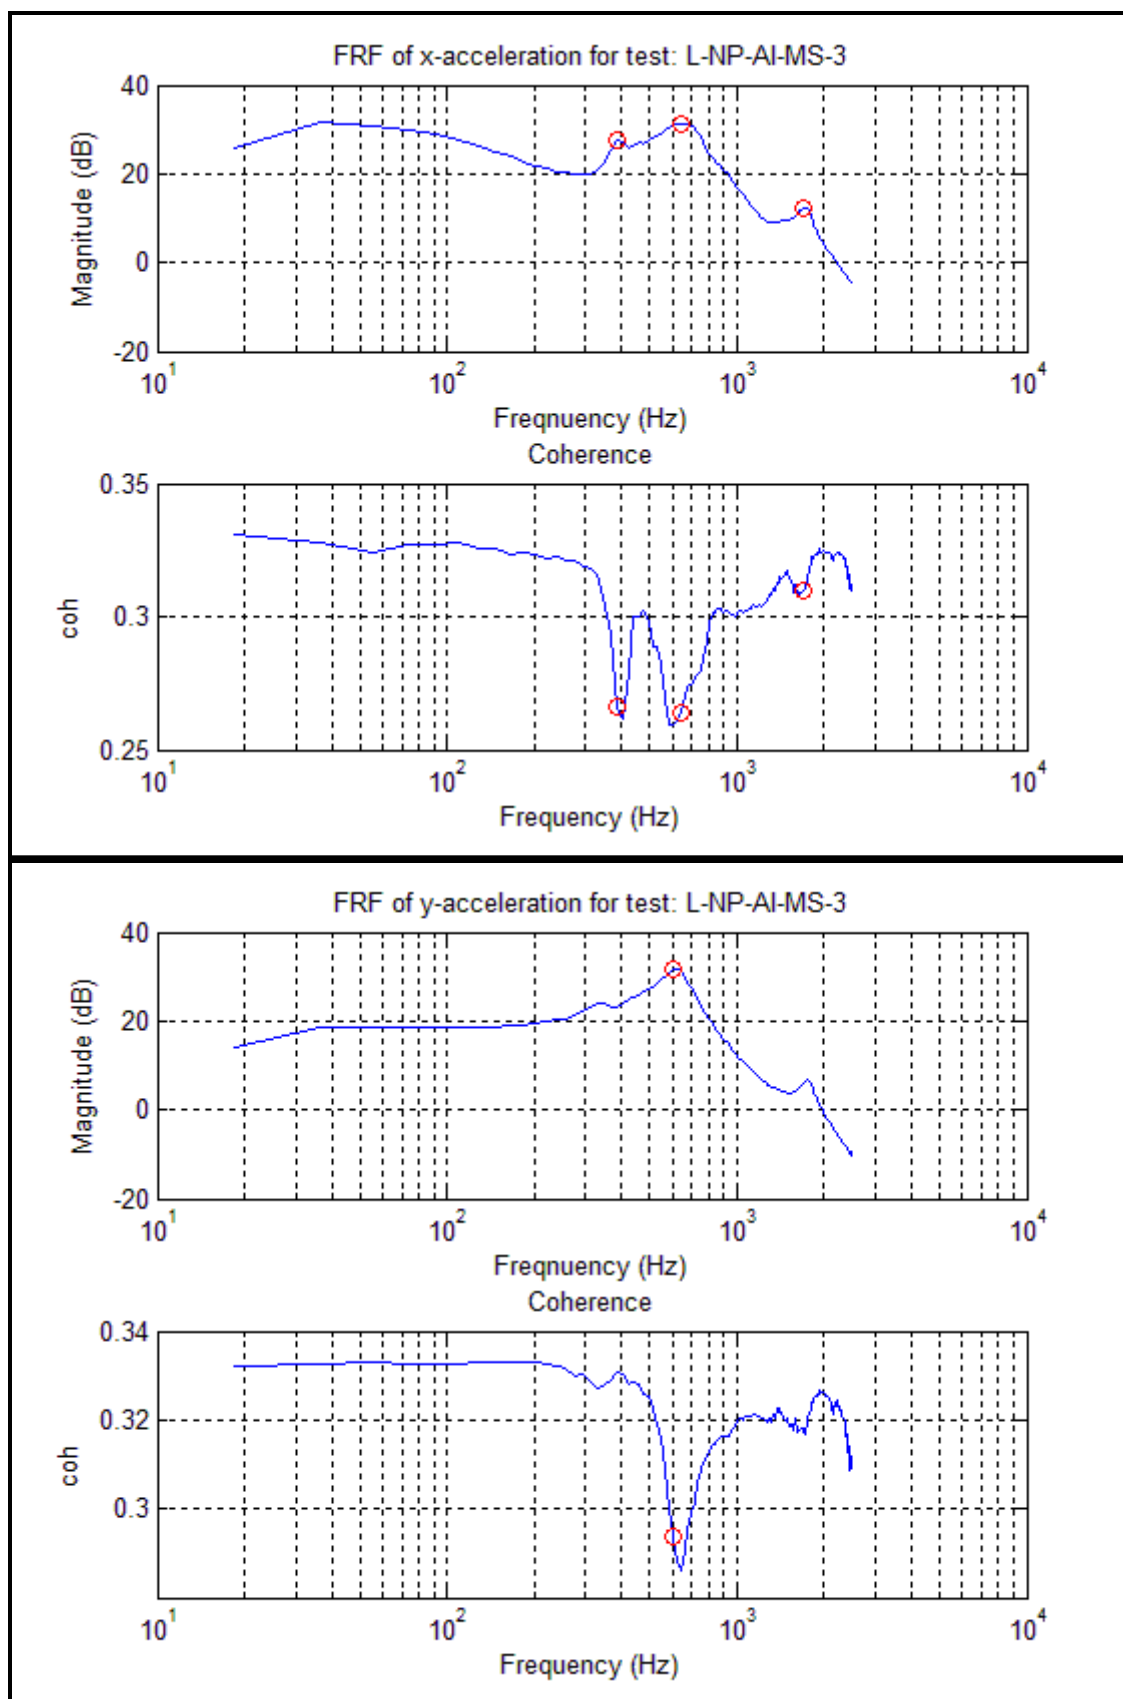 FRF of x-acceleration for test: L-NP-AI-MS-3
40
20
0
-20
Magnitude (dB)
10^1 10^2 10^3 10^4
Freqnuency (Hz)
Coherence
0.35
0.3
0.25
coh
10^1 10^2 10^3 10^4
Frequency (Hz)
FRF of y-acceleration for test: L-NP-AI-MS-3
40
20
0
-20
Magnitude (dB)
10^1 10^2 10^3 10^4
Freqnuency (Hz)
Coherence
0.34
0.32
0.3
coh
10^1 10^2 10^3 10^4
Frequency (Hz)